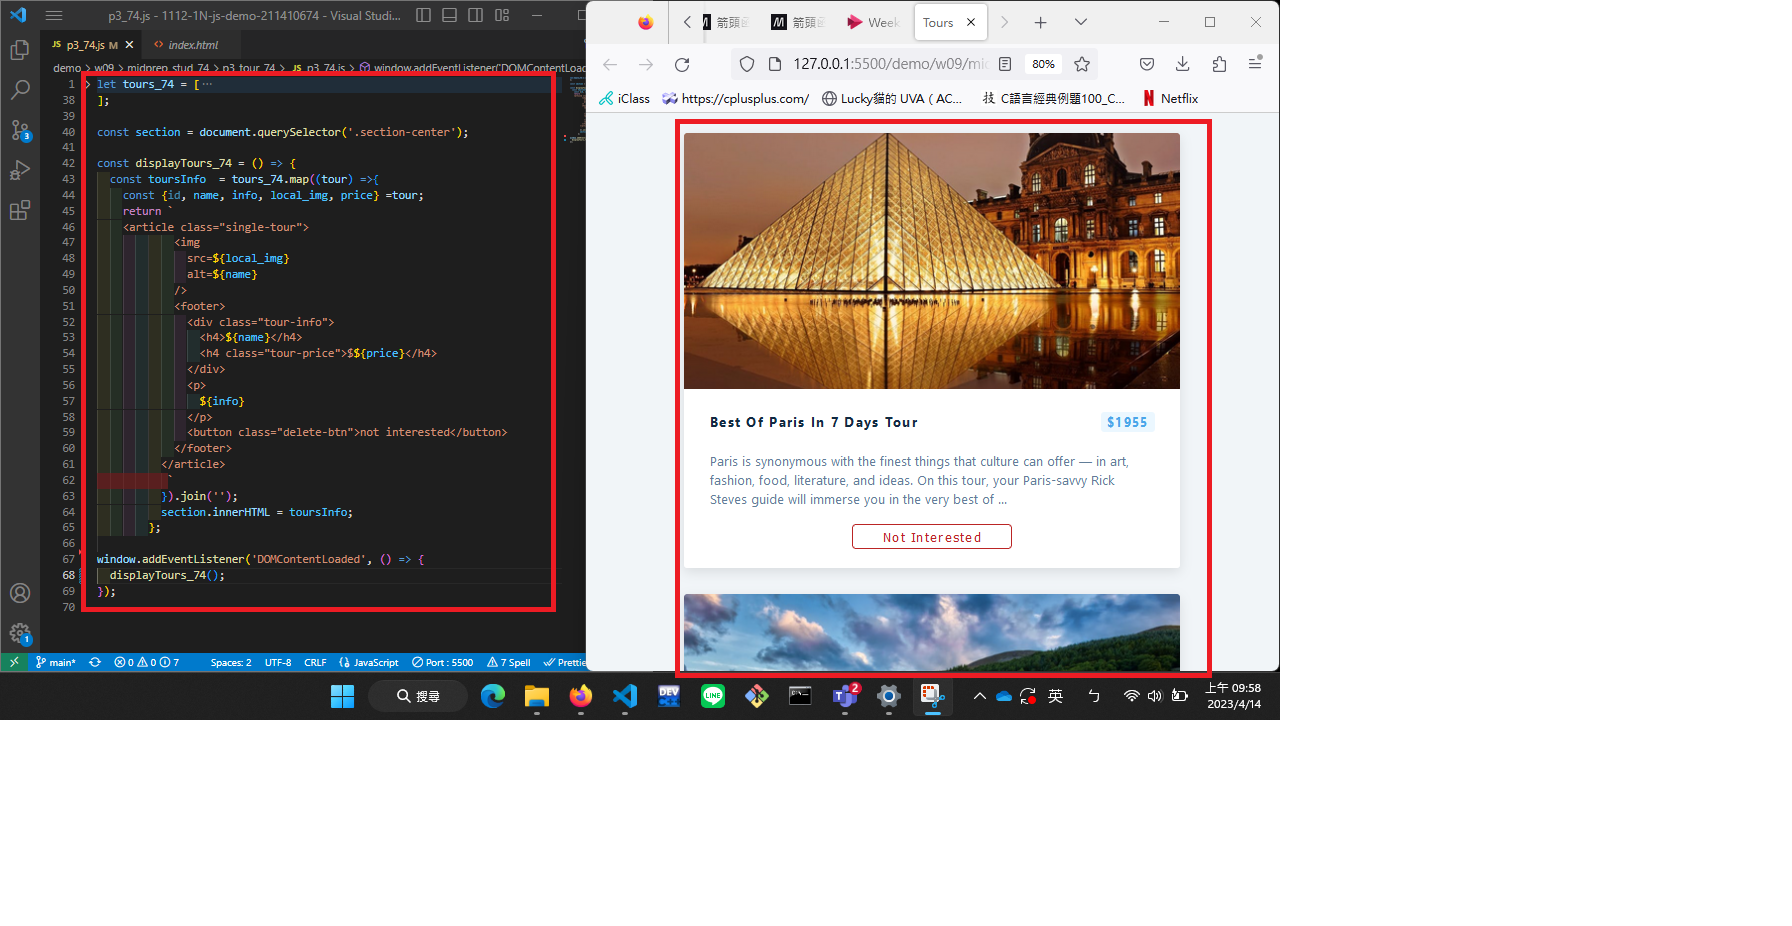 p3_74.js - 1112-1N-js-demo-211410674 - Visual Studi...
p3_74.js M
index.html
demo > w09 > midprep_stud_74 > p3_tour_74 > JS p3_74.js > window.addEventListener('DOMContentLoad
1 let tours_74 = [···
38 ];
39
40 const section = document.querySelector('.section-center');
41
42 const displayTours_74 = () => {
43 const toursInfo  = tours_74.map((tour) =>{
44 const {id, name, info, local_img, price} =tour;
45 return `
46 <article class="single-tour">
47 <img
48 src=${local_img}
49 alt=${name}
50 />
51 <footer>
52 <div class="tour-info">
53 <h4>${name}</h4>
54 <h4 class="tour-price">$${price}</h4>
55 </div>
56 <p>
57 ${info}
58 </p>
59 <button class="delete-btn">not interested</button>
60 </footer>
61 </article>
62 `
63 }).join('');
64 section.innerHTML = toursInfo;
65 };
66
67 window.addEventListener('DOMContentLoaded', () => {
68 displayTours_74();
69 });
70
3
1
main* 0 0 7 Spaces: 2 UTF-8 CRLF JavaScript Port : 5500 7 Spell Prettie
箭頭 箭頭 Week Tours
127.0.0.1:5500/demo/w09/mid 80%
iClass https://cplusplus.com/ Lucky貓的 UVA ( AC... 技 C語言經典例題100_C... Netflix
Best Of Paris In 7 Days Tour
$1955
Paris is synonymous with the finest things that culture can offer — in art,
fashion, food, literature, and ideas. On this tour, your Paris-savvy Rick
Steves guide will immerse you in the very best of ...
Not Interested
搜尋
DEV
LINE
2
英 ㄅ
上午 09:58
2023/4/14